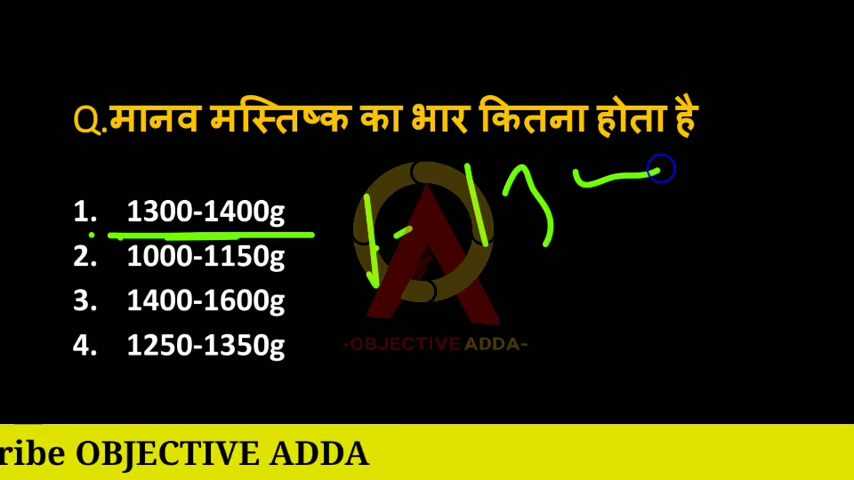 Q.मानव मस्तिष्क का भार कितना होता है
1. 1300-1400g
2. 1000-1150g
3. 1400-1600g
4. 1250-1350g
-OBJECTIVE ADDA-
ribe OBJECTIVE ADDA